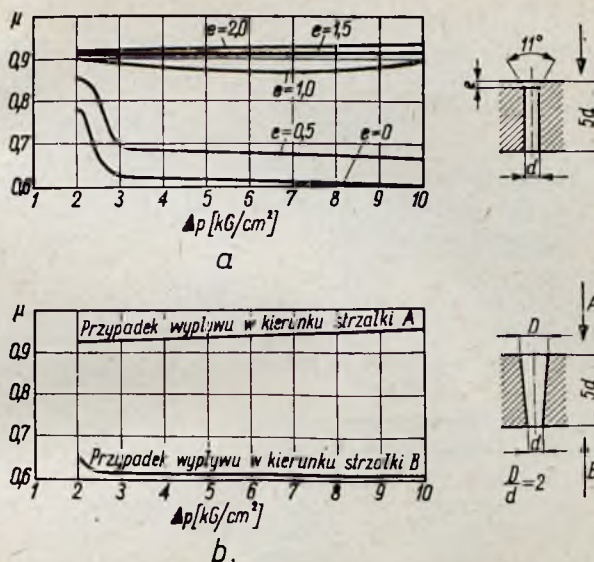 μ
e=2,0
e=1,5
0,9
e=1,0
0,8
0,7
e=0,5
e=0
0,6
1 2 3 4 5 6 7 8 9 10
Δp [kG/cm²]
a
11°
e
5d
d
μ
Przypadek wypływu w kierunku strzałki A
0,9
0,8
0,7
Przypadek wypływu w kierunku strzałki B
0,6
1 2 3 4 5 6 7 8 9 10
Δp [kG/cm²]
b.
A
D
5d
d
D/d=2
B